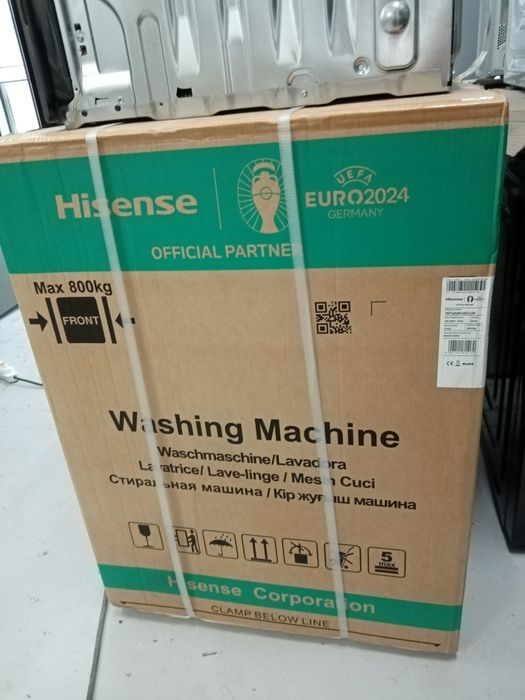 Hisense
UEFA
EURO2024
GERMANY
OFFICIAL PARTNE
Max 800kg
FRONT
Hisense
Washing Machine
Waschmaschine/Lavadora
Lavatrice/ Lave-linge / Mesin Cuci
Стиральная машина / Кір жуғыш машина
5
max
Hisense Corporation
CLAMP BELOW LINE